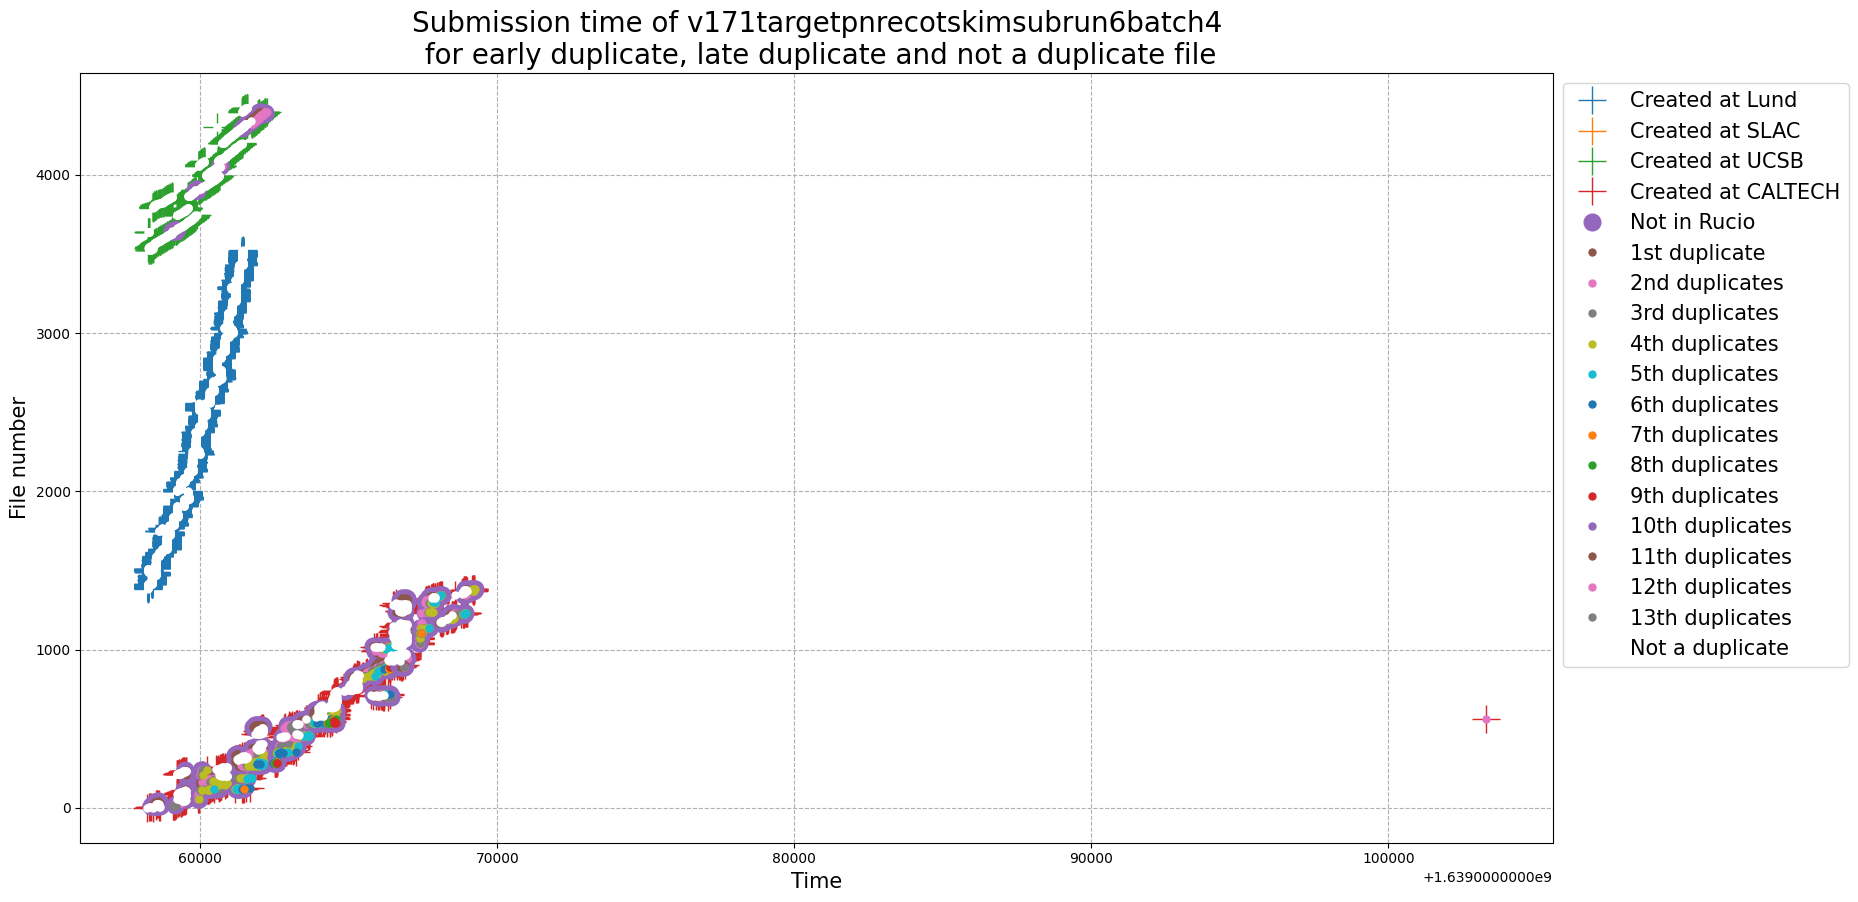 Submission time of v171targetpnrecotskimsubrun6batch4
for early duplicate, late duplicate and not a duplicate file
File number
4000
3000
2000
1000
0
60000
70000
80000
90000
100000
+1.6390000000e9
Time
Created at Lund
Created at SLAC
Created at UCSB
Created at CALTECH
Not in Rucio
1st duplicate
2nd duplicates
3rd duplicates
4th duplicates
5th duplicates
6th duplicates
7th duplicates
8th duplicates
9th duplicates
10th duplicates
11th duplicates
12th duplicates
13th duplicates
Not a duplicate